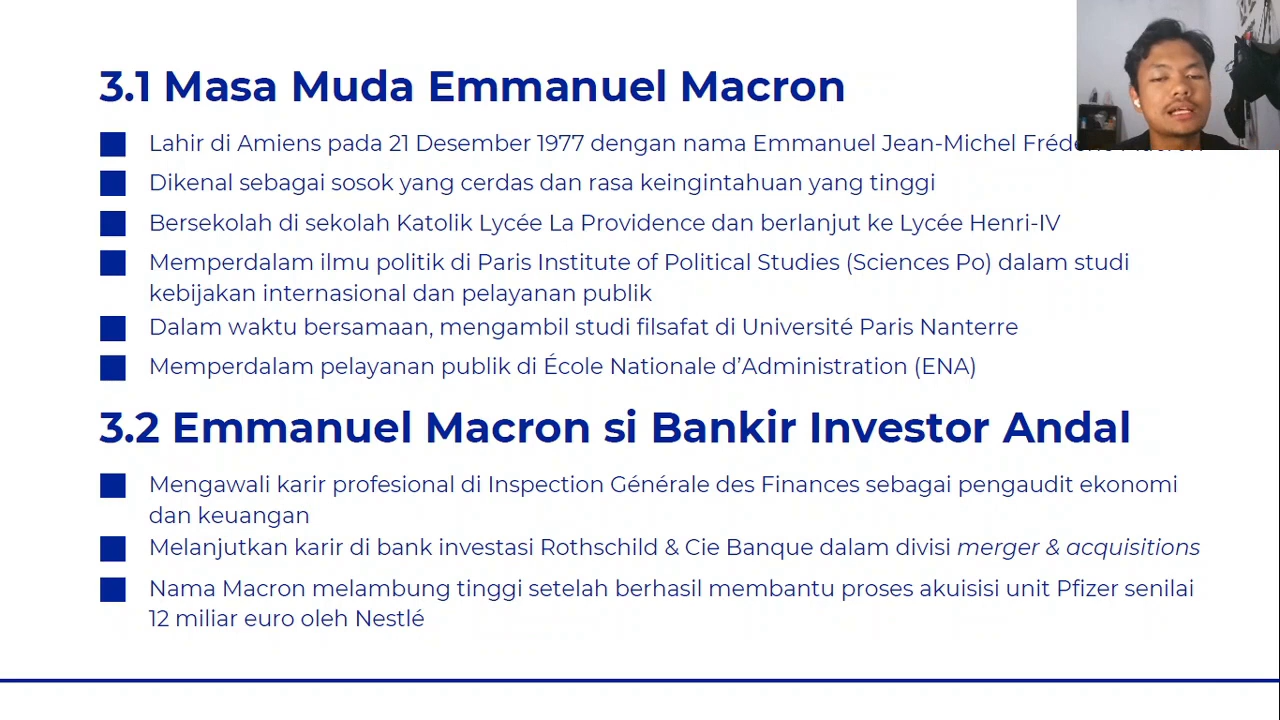 3.1 Masa Muda Emmanuel Macron
Lahir di Amiens pada 21 Desember 1977 dengan nama Emmanuel Jean-Michel
Dikenal sebagai sosok yang cerdas dan rasa keingintahuan yang tinggi
Bersekolah di sekolah Katolik Lycée La Providence dan berlanjut ke Lycée Henri-IV
Memperdalam ilmu politik di Paris Institute of Political Studies (Sciences Po) dalam studi
kebijakan internasional dan pelayanan publik
Dalam waktu bersamaan, mengambil studi filsafat di Université Paris Nanterre
Memperdalam pelayanan publik di École Nationale d’Administration (ENA)
3.2 Emmanuel Macron si Bankir Investor Andal
Mengawali karir profesional di Inspection Générale des Finances sebagai pengaudit ekonomi
dan keuangan
Melanjutkan karir di bank investasi Rothschild & Cie Banque dalam divisi merger & acquisitions
Nama Macron melambung tinggi setelah berhasil membantu proses akuisisi unit Pfizer senilai
12 miliar euro oleh Nestlé